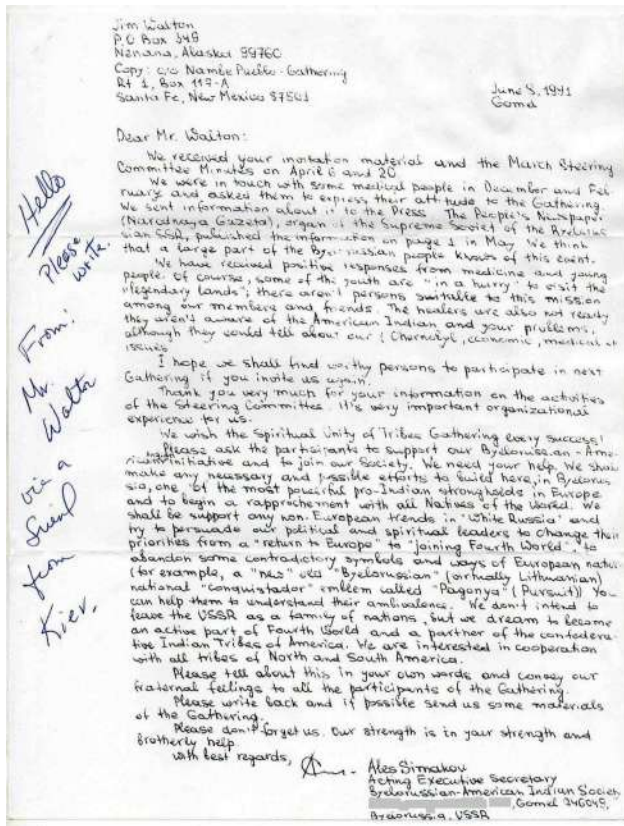 Jim Walton
P.O Box 349
Nenana, Alaska 99760
Copy: c/o Nambe Pueblo-Gathering
Rt 1, Box 119-A
Santa Fe, New Mexico 87501
June 8, 1991
Gomel
Dear Mr. Walton:
We received your invitation material and the March Steering
Committee Minutes on April 6 and 20
We were in touch with some medical people in December and Feb-
ruary and asked them to express their attitude to the Gathering.
We sent information about it to the Press. The People's Newspaper
(Narodnaya Gazeta), organ of the Supreme Soviet of the Byelorus
sian SSR, published the information on page 1 in May. We think
that a large part of the Byelorussian people knows of this event.
We have received positive responses from medicine and young
people. Of course, some of the youth are "in a hurry" to visit the
"legendary lands"; there aren't persons suitable to this mission
among our members and friends. The healers are also not ready
they aren't aware of the American Indian and your problems,
although they could tell about our (Chernobyl, economic, medical
issues
I hope we shall find worthy persons to participate in next
Gathering if you invite us again.
Thank you very much for your information on the activities
of the Steering Committee. It's very important organizational
experience for us.
We wish the Spiritual Unity of Tribes Gathering every success!
Please ask the participants to support our Byelorussian-Ame-
rican initiative and to join our Society. We need your help. We shall
make any necessary and possible efforts to build here, in Byelorus
sia, one of the most powerful pro-Indian strongholds in Europe
and to begin a rapprochement with all Natives of the World. We
shall be support any non-European trends in "White Russia" and
try to persuade our political and spiritual leaders to change their
priorities from a "return to Europe" to "joining Fourth World", to
abandon some contradictory symbols and ways of European
(for example, a "new" old "Byelorussian" (virtually Lithuanian)
national "conquistador" emblem called "Pagonya" (Pursuit)) You
can help them to understand their ambivalence. We don't intend to
leave the USSR as a family of nations, but we dream to become
an active part of Fourth World and a partner of the confedera-
tive Indian Tribes of America. We are interested in cooperation
with all tribes of North and South America.
Please tell about this in your own words and convey our
fraternal feelings to all the participants of the Gathering.
Please write back and if possible send us some materials
of the Gathering.
Please don't forget us. Our strength is in your strength and
brotherly help.
With best regards,
Ales Simakou
Acting Executive Secretary
Byelorussian-American Indian Society
, Gomel 246049,
Byelorussia, USSR
Hello
Please
write.
From:
Mr.
Walton
via a
friend
from
Kiev.